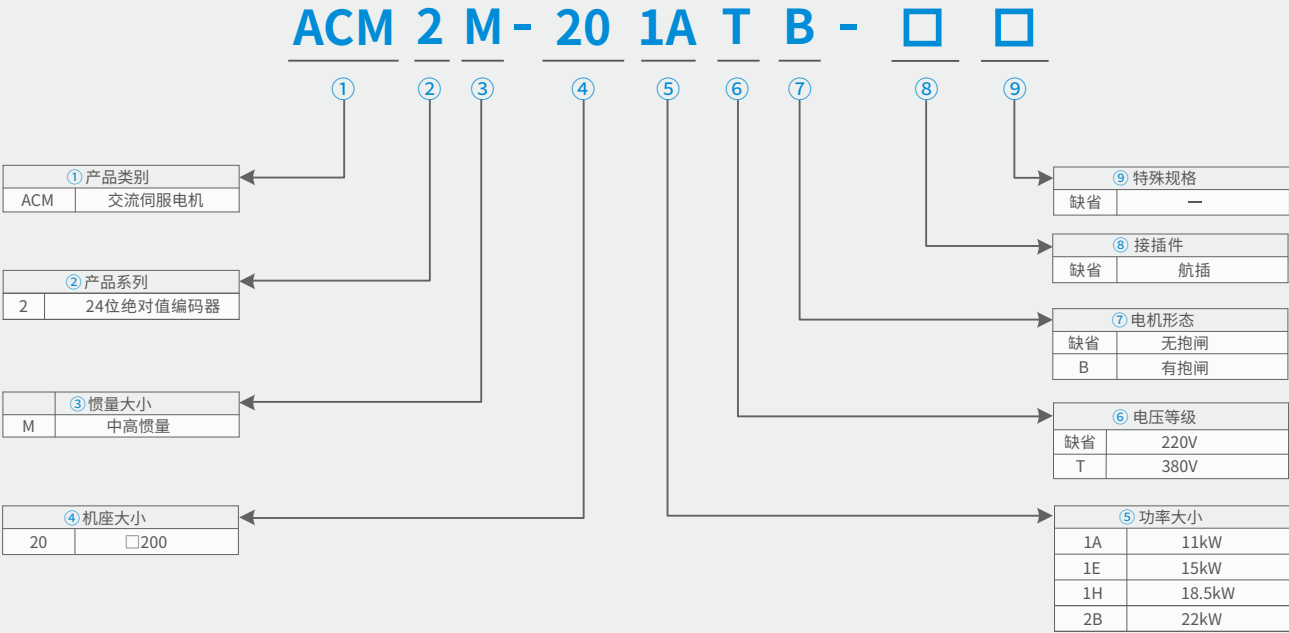 ACM 2 M - 20 1A T B - □ □
① ② ③ ④ ⑤ ⑥ ⑦ ⑧ ⑨
① 产品类别
ACM 交流伺服电机
② 产品系列
2 24位绝对值编码器
③ 惯量大小
M 中高惯量
④ 机座大小
20 □200
⑨ 特殊规格
缺省 —
⑧ 接插件
缺省 航插
⑦ 电机形态
缺省 无抱闸
B 有抱闸
⑥ 电压等级
缺省 220V
T 380V
⑤ 功率大小
1A 11kW
1E 15kW
1H 18.5kW
2B 22kW